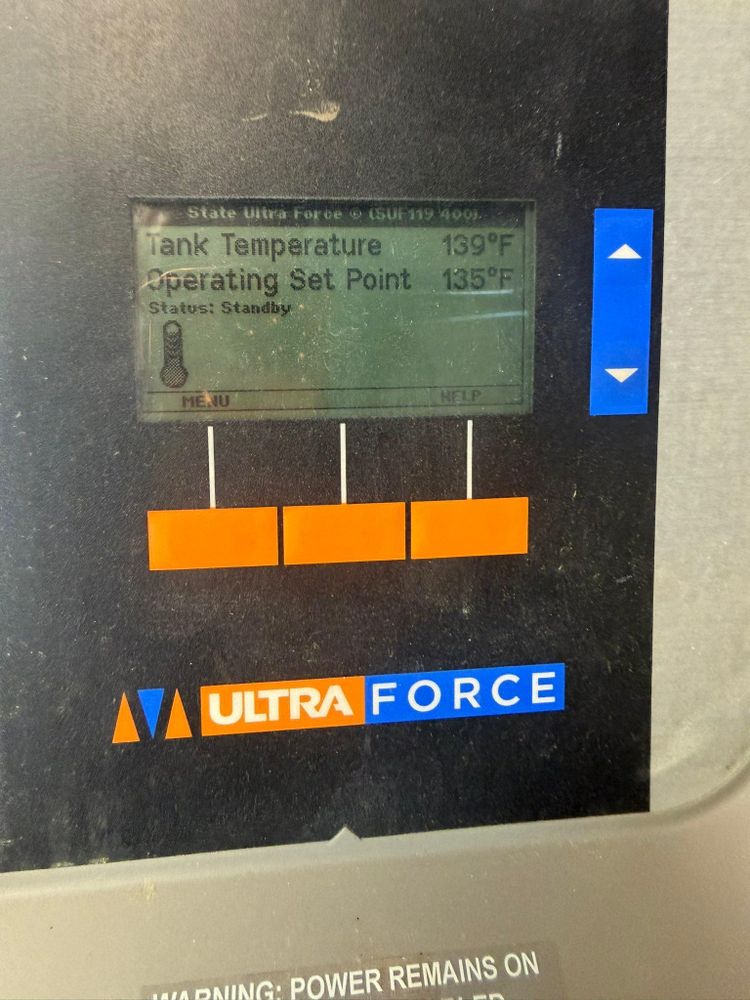 State Ultra Force ® (SUF119 400)
Tank Temperature 139°F
Operating Set Point 135°F
Status: Standby
MENU HELP
ULTRA FORCE
WARNING: POWER REMAINS ON